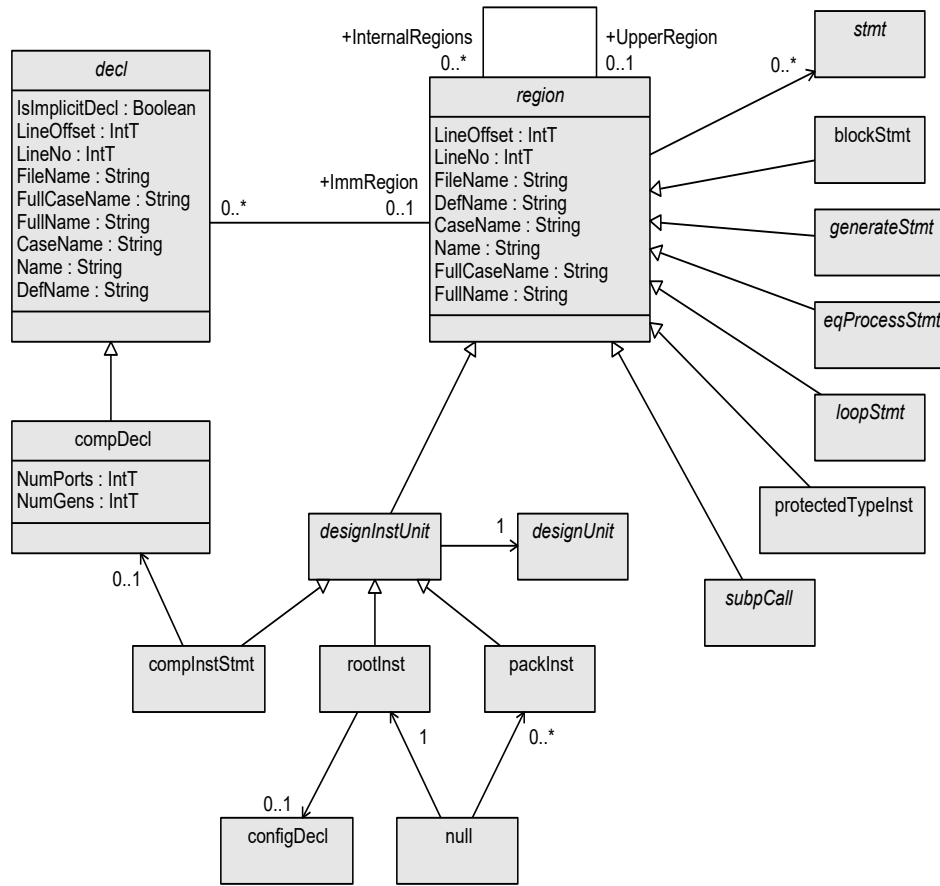 +InternalRegions
0..*
+UpperRegion
0..1
stmt
0..*
decl
IsImplicitDecl : Boolean
LineOffset : IntT
LineNo : IntT
FileName : String
FullCaseName : String
FullName : String
CaseName : String
Name : String
DefName : String
+ImmRegion
0..*
0..1
region
LineOffset : IntT
LineNo : IntT
FileName : String
DefName : String
CaseName : String
Name : String
FullCaseName : String
FullName : String
blockStmt
generateStmt
eqProcessStmt
loopStmt
protectedTypeInst
subpCall
compDecl
NumPorts : IntT
NumGens : IntT
0..1
designInstUnit
1
designUnit
compInstStmt
rootInst
packInst
1
0..*
0..1
configDecl
null